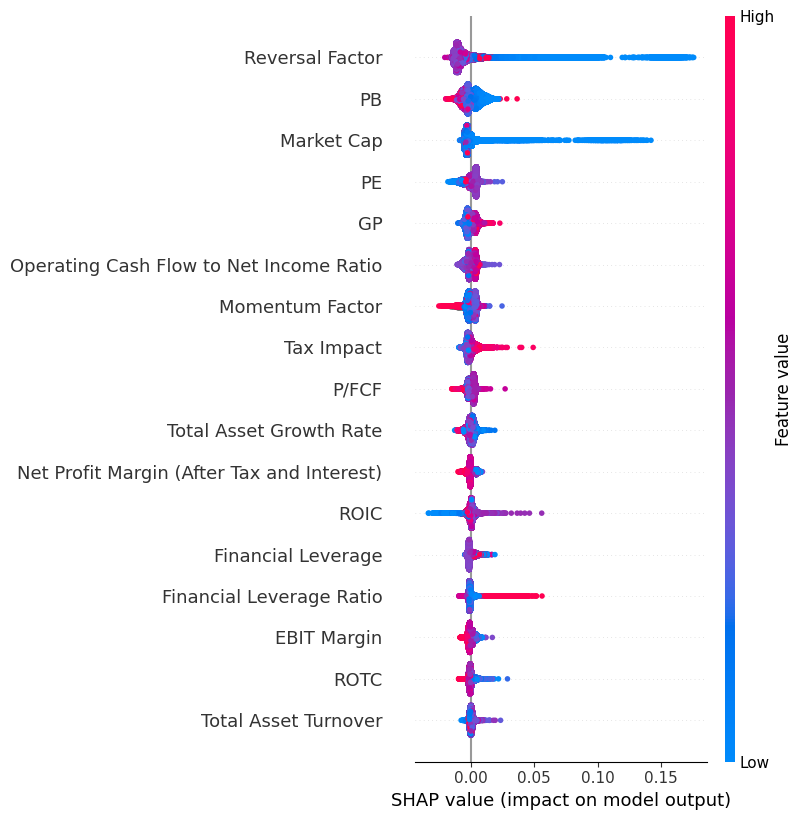 High
Reversal Factor
PB
Market Cap
PE
GP
Operating Cash Flow to Net Income Ratio
Momentum Factor
Tax Impact
P/FCF
Total Asset Growth Rate
Net Profit Margin (After Tax and Interest)
ROIC
Financial Leverage
Financial Leverage Ratio
EBIT Margin
ROTC
Total Asset Turnover
Low
Feature value
0.00 0.05 0.10 0.15
SHAP value (impact on model output)